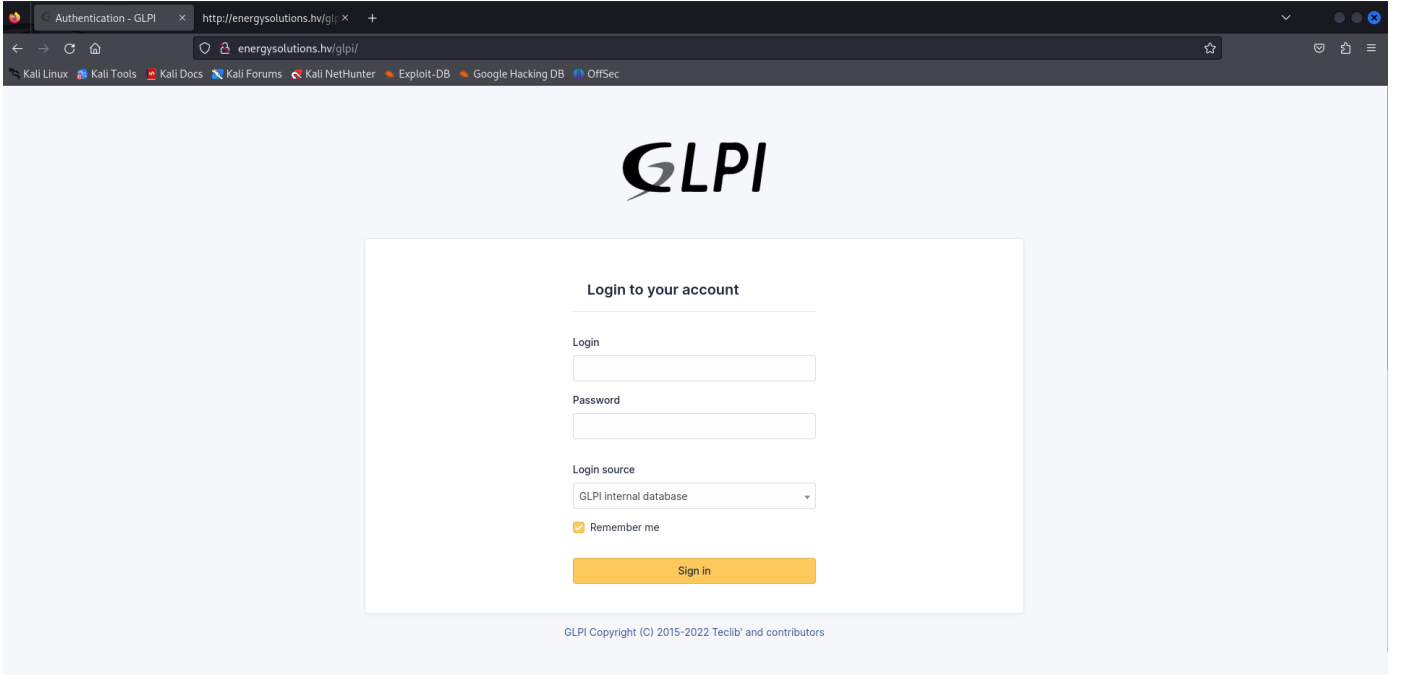 Authentication - GLPI × http://energysolutions.hv/glp × +
energysolutions.hv/glpi/
Kali Linux Kali Tools Kali Docs Kali Forums Kali NetHunter Exploit-DB Google Hacking DB OffSec
GLPI
Login to your account
Login
Password
Login source
GLPI internal database
Remember me
Sign in
GLPI Copyright (C) 2015-2022 Teclib' and contributors